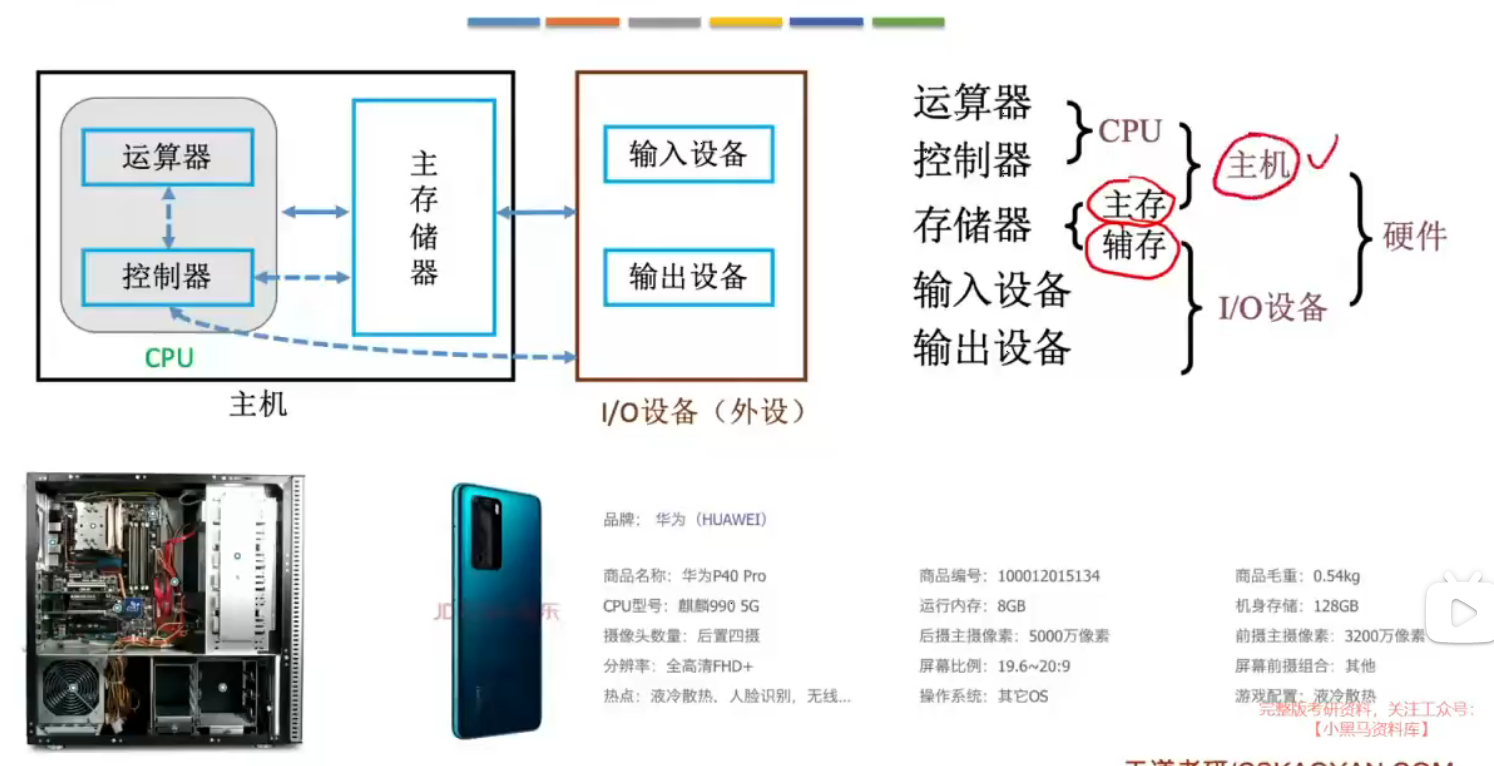 运算器
控制器
CPU
主存储器
主机
输入设备
输出设备
I/O设备（外设）
运算器
控制器
存储器
输入设备
输出设备
CPU
主存
辅存
主机
I/O设备
硬件
品牌： 华为（HUAWEI）
商品名称：华为P40 Pro
商品编号：100012015134
商品毛重：0.54kg
CPU型号：麒麟990 5G
运行内存：8GB
机身存储：128GB
摄像头数量：后置四摄
后摄主摄像素：5000万像素
前摄主摄像素：3200万像素
分辨率：全高清FHD+
屏幕比例：19.6~20:9
屏幕前摄组合：其他
热点：液冷散热，人脸识别，无线...
操作系统：其它OS
游戏配置：液冷散热
完整版考研资料，关注工众号：
【小黑马资料库】